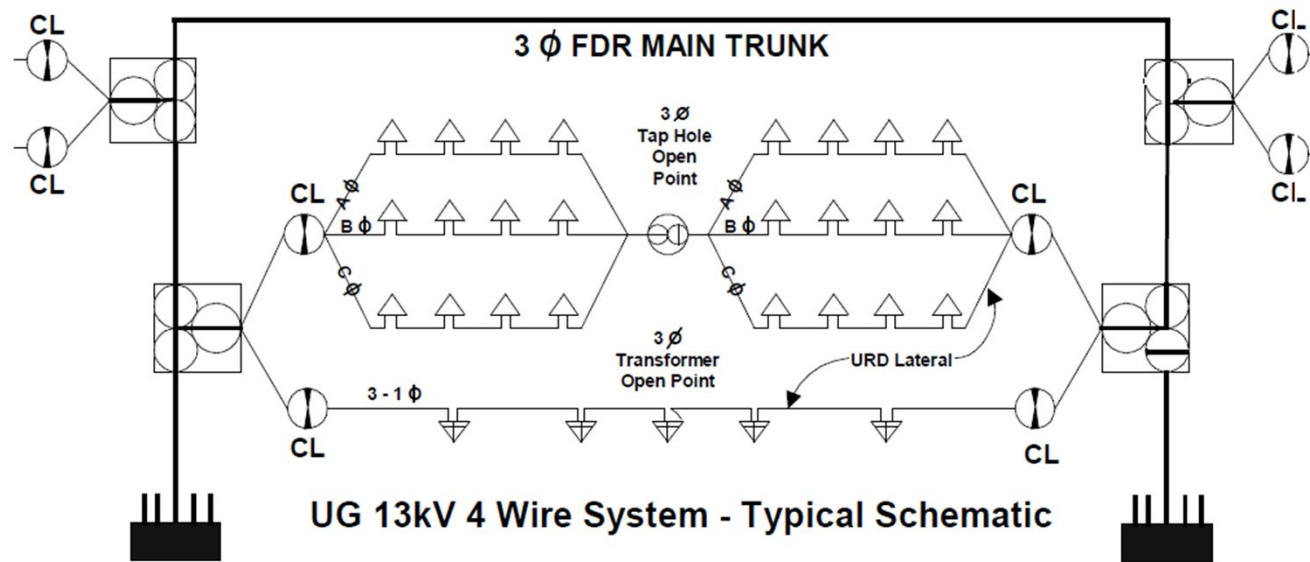 CL
CL
3 Ø FDR MAIN TRUNK
CL
CL
3 Ø
Tap Hole
Open
Point
A Ø
B Φ
C Ø
CL
A Ø
B Φ
C Ø
CL
3 Ø
Transformer
Open Point
URD Lateral
3 - 1 Φ
CL
CL
UG 13kV 4 Wire System - Typical Schematic